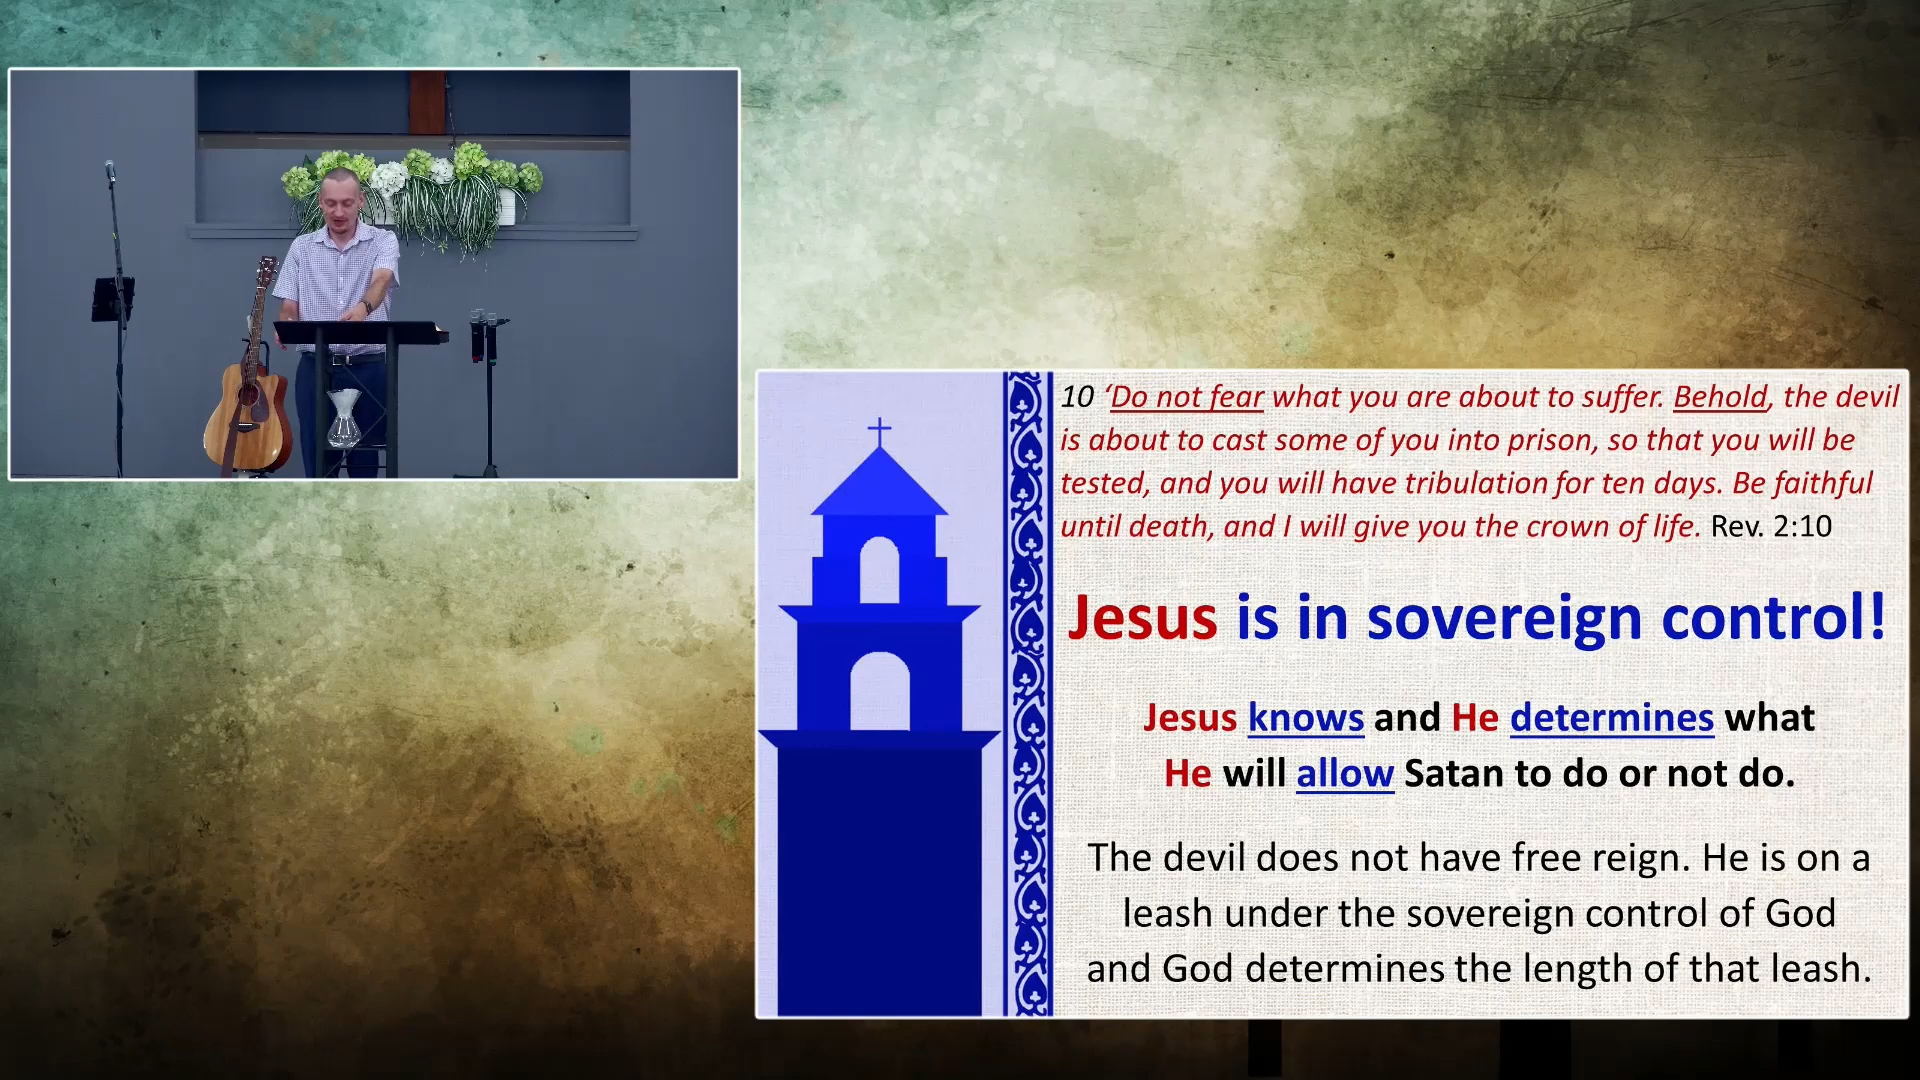 10 ‘Do not fear what you are about to suffer. Behold, the devil
is about to cast some of you into prison, so that you will be
tested, and you will have tribulation for ten days. Be faithful
until death, and I will give you the crown of life. Rev. 2:10
Jesus is in sovereign control!
Jesus knows and He determines what
He will allow Satan to do or not do.
The devil does not have free reign. He is on a
leash under the sovereign control of God
and God determines the length of that leash.